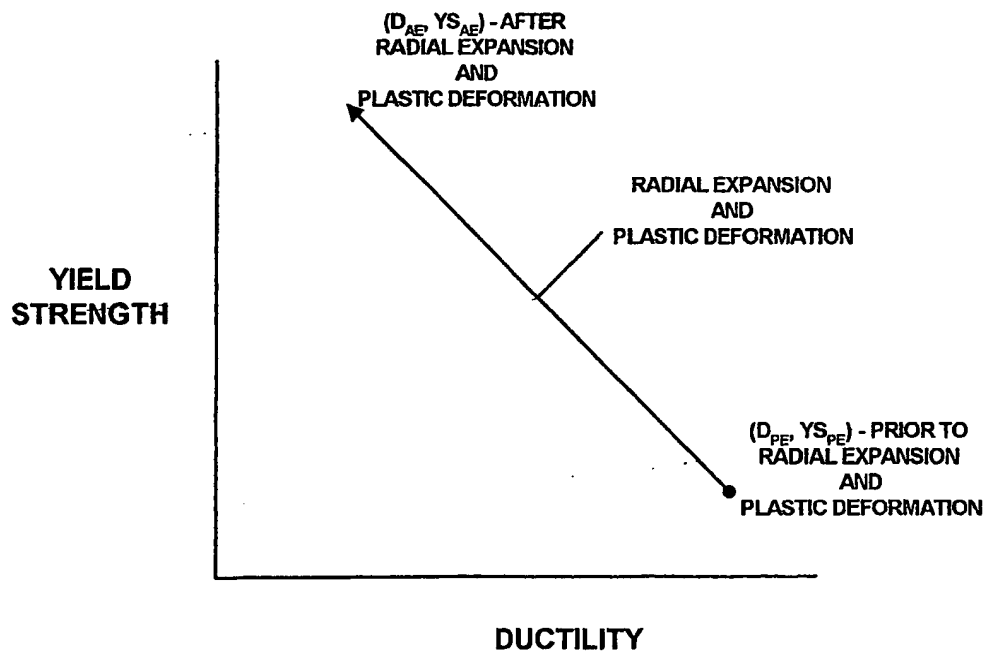 (D_AE, YS_AE) - AFTER
RADIAL EXPANSION
AND
PLASTIC DEFORMATION
RADIAL EXPANSION
AND
PLASTIC DEFORMATION
YIELD
STRENGTH
(D_PE, YS_PE) - PRIOR TO
RADIAL EXPANSION
AND
PLASTIC DEFORMATION
DUCTILITY